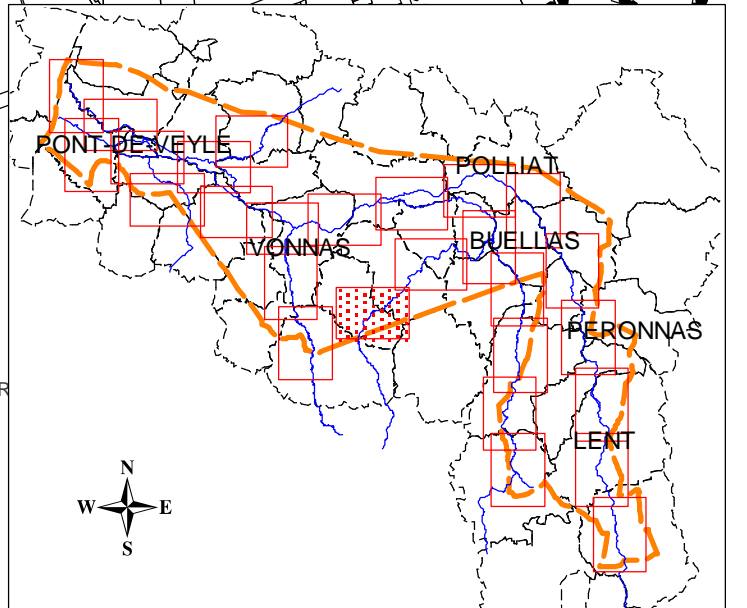 PONT-DE-VEYLE
POLLIAT
VONNAS
BUELLAS
PERONNAS
R
LENT
N
W E
S